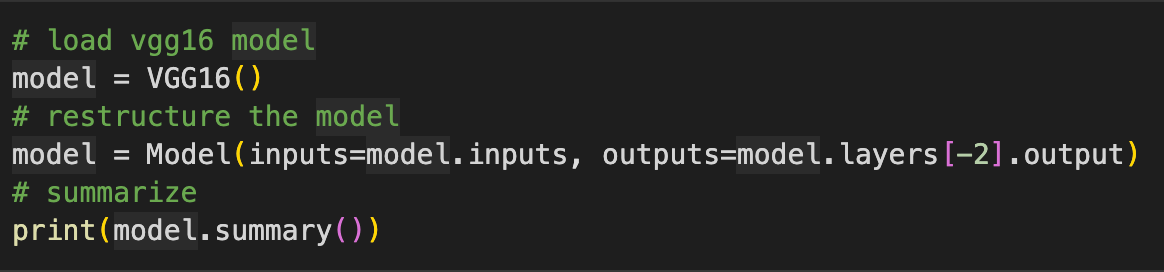 # load vgg16 model
model = VGG16()
# restructure the model
model = Model(inputs=model.inputs, outputs=model.layers[-2].output)
# summarize
print(model.summary())